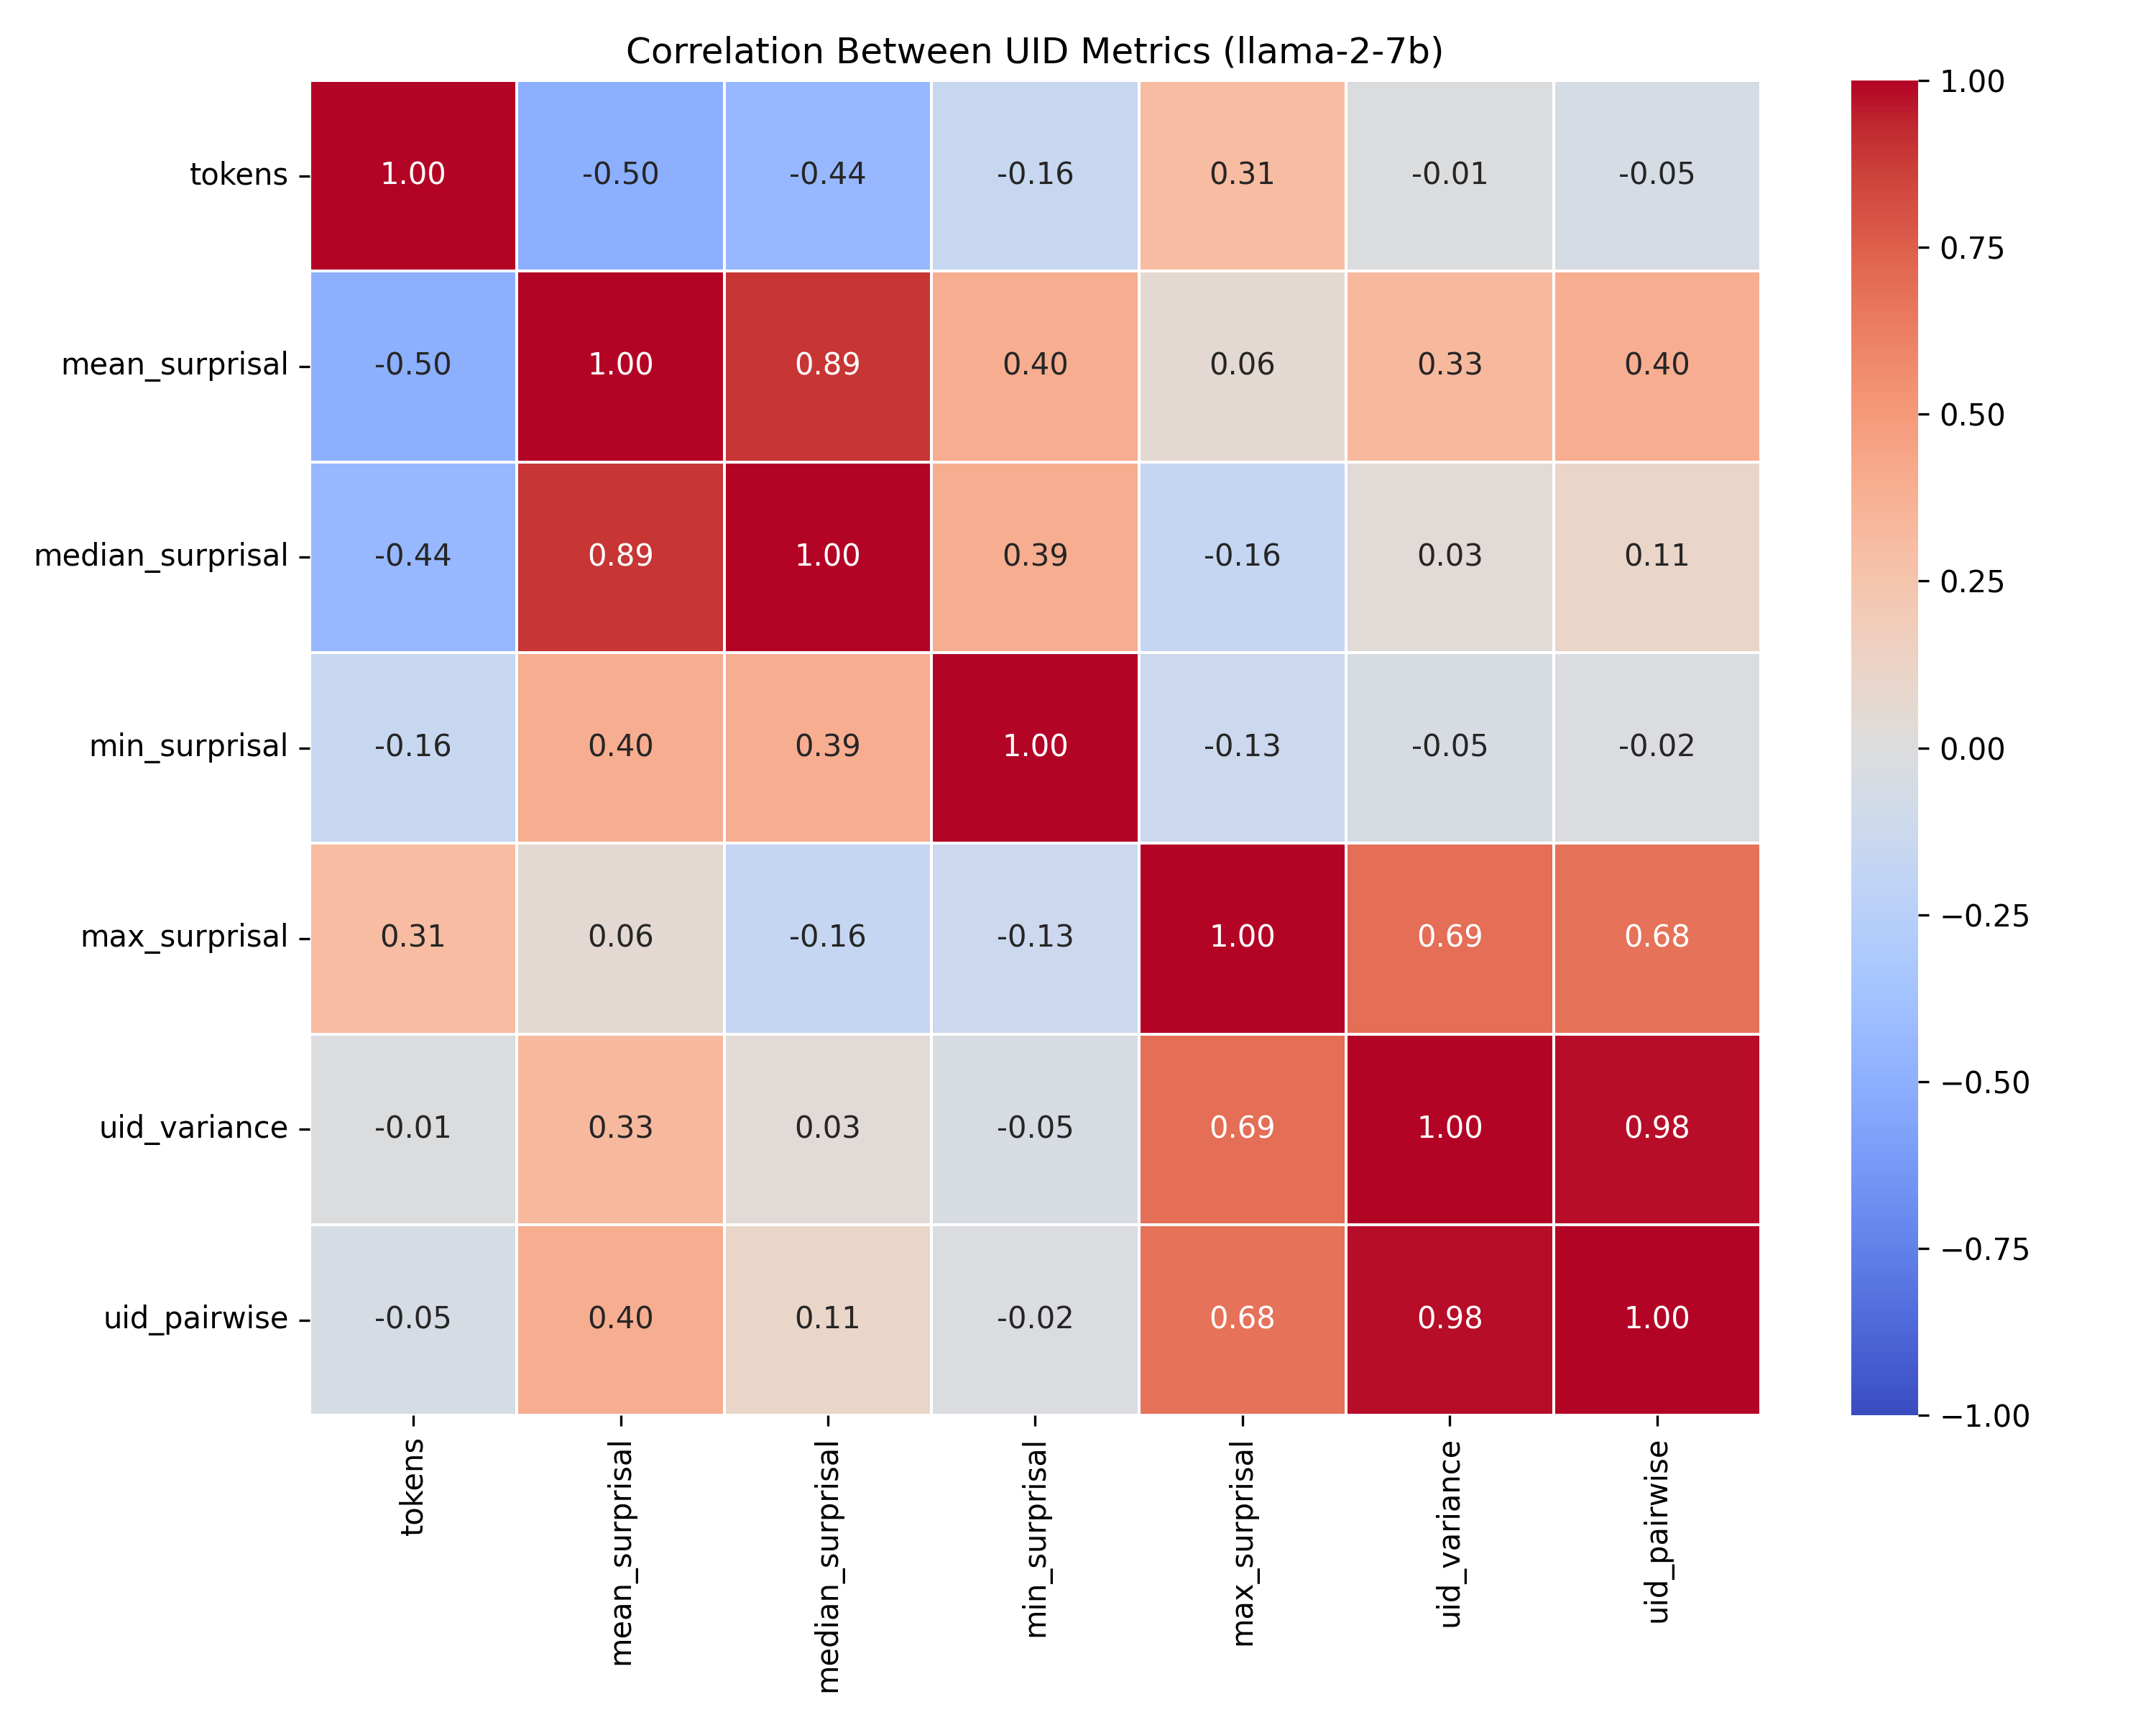 Correlation Between UID Metrics (llama-2-7b)
tokens 1.00 -0.50 -0.44 -0.16 0.31 -0.01 -0.05
mean_surprisal -0.50 1.00 0.89 0.40 0.06 0.33 0.40
median_surprisal -0.44 0.89 1.00 0.39 -0.16 0.03 0.11
min_surprisal -0.16 0.40 0.39 1.00 -0.13 -0.05 -0.02
max_surprisal 0.31 0.06 -0.16 -0.13 1.00 0.69 0.68
uid_variance -0.01 0.33 0.03 -0.05 0.69 1.00 0.98
uid_pairwise -0.05 0.40 0.11 -0.02 0.68 0.98 1.00
tokens
mean_surprisal
median_surprisal
min_surprisal
max_surprisal
uid_variance
uid_pairwise
1.00
0.75
0.50
0.25
0.00
−0.25
−0.50
−0.75
−1.00